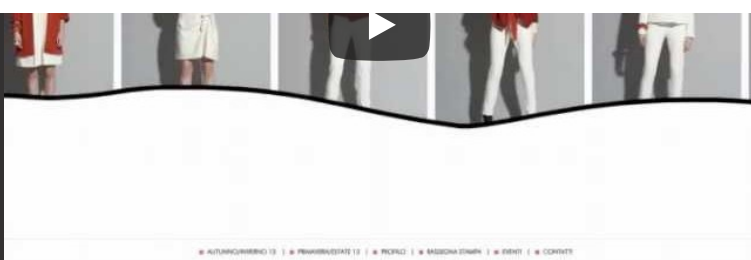 AUTUNNO/INVERNO 13 | PRIMAVERA/ESTATE 13 | PROFILO | RASSEGNA STAMPA | EVENTI | CONTATTI